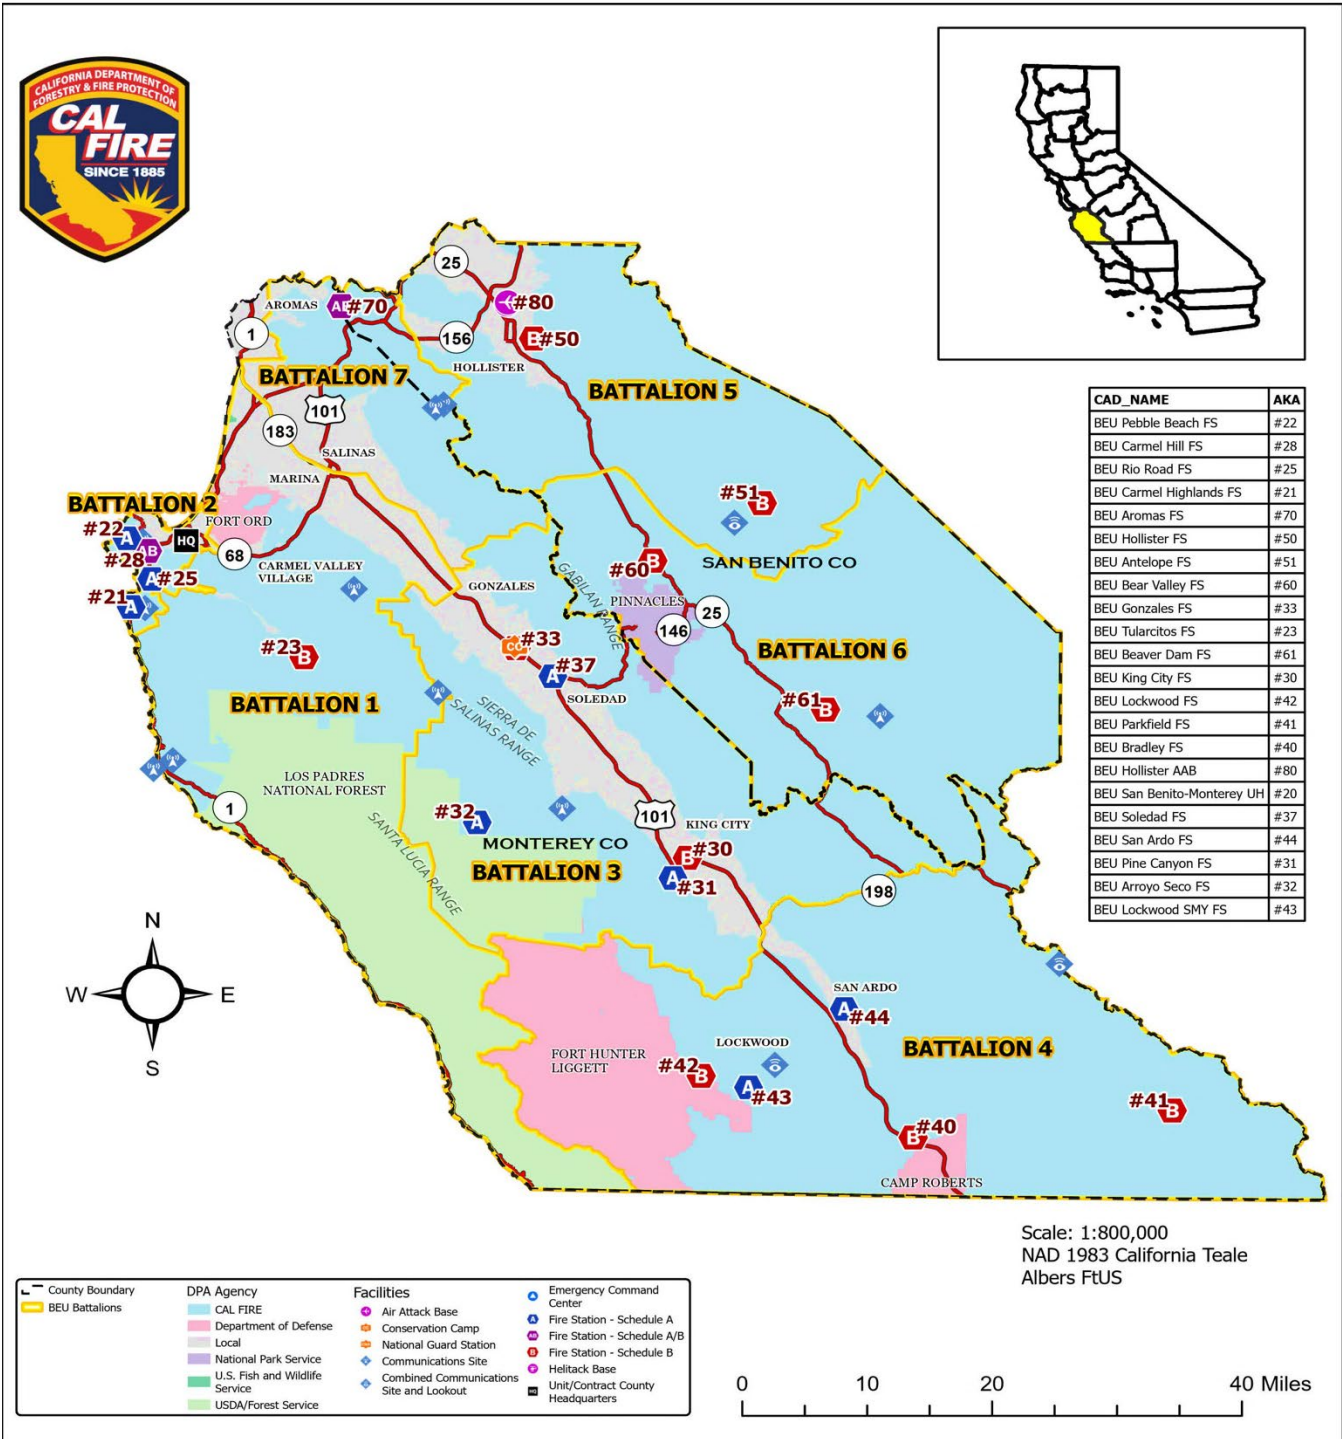 CALIFORNIA DEPARTMENT OF
FORESTRY & FIRE PROTECTION
CAL
FIRE
SINCE 1885
25
#80
AROMAS
#70
1
156
#50
HOLLISTER
BATTALION 7
BATTALION 5
101
183
SALINAS
MARINA
BATTALION 2
#51
B
FORT ORD
#22
A
HQ
AB
#28
68
CARMEL VALLEY
VILLAGE
#25
A
#21
A
GONZALES
GABILAN RANGE
#60
B
SAN BENITO CO
PINNACLES
25
146
#33
CC
#23
B
#37
A
SOLEDAD
BATTALION 6
#61
B
BATTALION 1
SIERRA DE
SALINAS RANGE
LOS PADRES
NATIONAL FOREST
1
SANTA LUCIA RANGE
#32
A
MONTEREY CO
101
KING CITY
BATTALION 3
#30
B
A
#31
198
SAN ARDO
A
#44
BATTALION 4
FORT HUNTER
LIGGETT
LOCKWOOD
#42
B
A
#43
#41
B
#40
B
CAMP ROBERTS
N
W
E
S
CAD_NAME AKA
BEU Pebble Beach FS #22
BEU Carmel Hill FS #28
BEU Rio Road FS #25
BEU Carmel Highlands FS #21
BEU Aromas FS #70
BEU Hollister FS #50
BEU Antelope FS #51
BEU Bear Valley FS #60
BEU Gonzales FS #33
BEU Tularcitos FS #23
BEU Beaver Dam FS #61
BEU King City FS #30
BEU Lockwood FS #42
BEU Parkfield FS #41
BEU Bradley FS #40
BEU Hollister AAB #80
BEU San Benito-Monterey UH #20
BEU Soledad FS #37
BEU San Ardo FS #44
BEU Pine Canyon FS #31
BEU Arroyo Seco FS #32
BEU Lockwood SMY FS #43
Scale: 1:800,000
NAD 1983 California Teale
Albers FtUS
County Boundary
BEU Battalions
DPA Agency
CAL FIRE
Department of Defense
Local
National Park Service
U.S. Fish and Wildlife
Service
USDA/Forest Service
Facilities
Air Attack Base
Conservation Camp
National Guard Station
Communications Site
Combined Communications
Site and Lookout
Emergency Command
Center
Fire Station - Schedule A
Fire Station - Schedule A/B
Fire Station - Schedule B
Helitack Base
Unit/Contract County
Headquarters
0 10 20 40 Miles